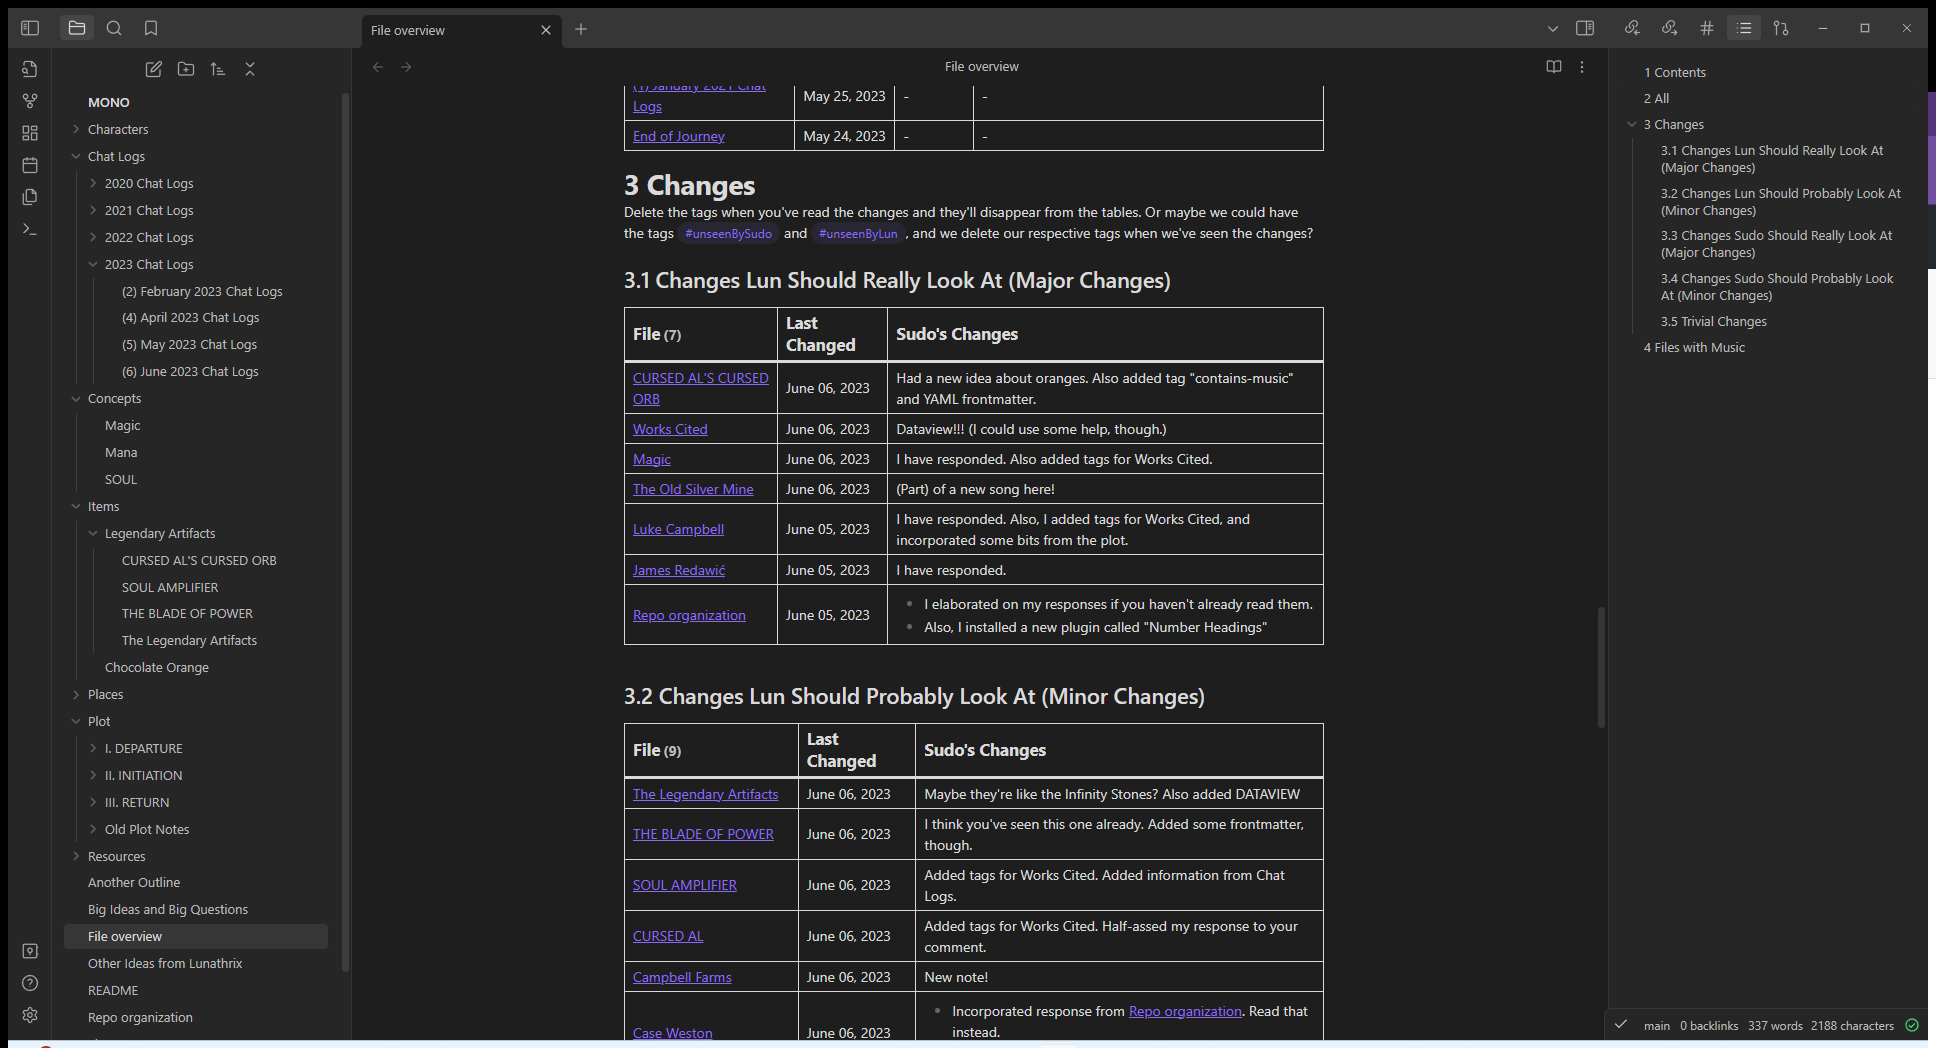 File overview
File overview
MONO
Characters
Chat Logs
2020 Chat Logs
2021 Chat Logs
2022 Chat Logs
2023 Chat Logs
(2) February 2023 Chat Logs
(4) April 2023 Chat Logs
(5) May 2023 Chat Logs
(6) June 2023 Chat Logs
Concepts
Magic
Mana
SOUL
Items
Legendary Artifacts
CURSED AL'S CURSED ORB
SOUL AMPLIFIER
THE BLADE OF POWER
The Legendary Artifacts
Chocolate Orange
Places
Plot
I. DEPARTURE
II. INITIATION
III. RETURN
Old Plot Notes
Resources
Another Outline
Big Ideas and Big Questions
File overview
Other Ideas from Lunathrix
README
Repo organization
(1) January 2021 Chat
Logs
May 25, 2023
-
-
End of Journey
May 24, 2023
-
-
3 Changes
Delete the tags when you've read the changes and they'll disappear from the tables. Or maybe we could have
the tags #unseenBySudo and #unseenByLun, and we delete our respective tags when we've seen the changes?
3.1 Changes Lun Should Really Look At (Major Changes)
File (7)
Last
Changed
Sudo's Changes
CURSED AL'S CURSED
ORB
June 06, 2023
Had a new idea about oranges. Also added tag "contains-music"
and YAML frontmatter.
Works Cited
June 06, 2023
Dataview!!! (I could use some help, though.)
Magic
June 06, 2023
I have responded. Also added tags for Works Cited.
The Old Silver Mine
June 06, 2023
(Part) of a new song here!
Luke Campbell
June 05, 2023
I have responded. Also, I added tags for Works Cited, and
incorporated some bits from the plot.
James Redawić
June 05, 2023
I have responded.
Repo organization
June 05, 2023
I elaborated on my responses if you haven't already read them.
Also, I installed a new plugin called "Number Headings"
3.2 Changes Lun Should Probably Look At (Minor Changes)
File (9)
Last
Changed
Sudo's Changes
The Legendary Artifacts
June 06, 2023
Maybe they're like the Infinity Stones? Also added DATAVIEW
THE BLADE OF POWER
June 06, 2023
I think you've seen this one already. Added some frontmatter,
though.
SOUL AMPLIFIER
June 06, 2023
Added tags for Works Cited. Added information from Chat
Logs.
CURSED AL
June 06, 2023
Added tags for Works Cited. Half-assed my response to your
comment.
Campbell Farms
June 06, 2023
New note!
Case Weston
June 06, 2023
Incorporated response from Repo organization. Read that
instead.
1 Contents
2 All
3 Changes
3.1 Changes Lun Should Really Look At
(Major Changes)
3.2 Changes Lun Should Probably Look At
(Minor Changes)
3.3 Changes Sudo Should Really Look At
(Major Changes)
3.4 Changes Sudo Should Probably Look
At (Minor Changes)
3.5 Trivial Changes
4 Files with Music
main 0 backlinks 337 words 2188 characters